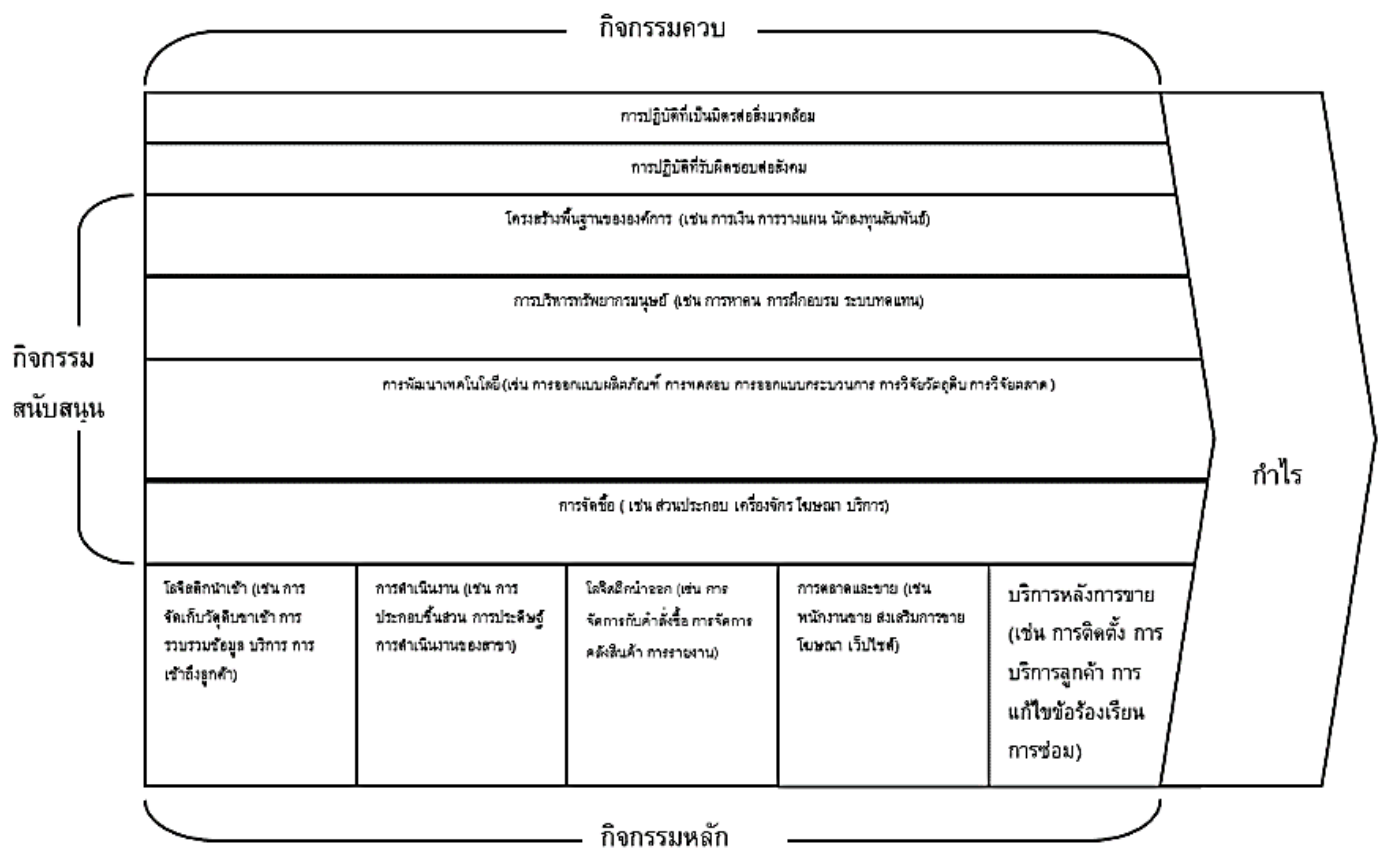 กิจกรรมควบ
การปฏิบัติที่เป็นมิตรต่อสิ่งแวดล้อม
การปฏิบัติที่รับผิดชอบต่อสังคม
โครงสร้างพื้นฐานขององค์การ (เช่น การเงิน การวางแผน นักลงทุนสัมพันธ์)
การบริหารทรัพยากรมนุษย์ (เช่น การหาคน การฝึกอบรม ระบบทดแทน)
กิจกรรม
สนับสนุน
การพัฒนาเทคโนโลยี(เช่น การออกแบบผลิตภัณฑ์ การทดสอบ การออกแบบกระบวนการ การวิจัยวัตถุดิบ การวิจัยตลาด )
กำไร
การจัดซื้อ ( เช่น ส่วนประกอบ เครื่องจักร โฆษณา บริการ)
โลจิสติกนำเข้า (เช่น การ
จัดเก็บวัตุดิบขาเข้า การ
รวบรวมข้อมูล บริการ การ
เข้าถึงลูกค้า)
การดำเนินงาน (เช่น การ
ประกอบชิ้นส่วน การประดิษฐ์
การดำเนินงานของสาขา)
โลจิสติกนำออก (เช่น การ
จัดการกับคำสั่งซื้อ การจัดการ
คลังสินค้า การรายงาน)
การตลาดและขาย (เช่น
พนักงานขาย ส่งเสริมการขาย
โฆษณา เว็ปไซต์)
บริการหลังการขาย
(เช่น การติดตั้ง การ
บริการลูกค้า การ
แก้ไขข้อร้องเรียน
การซ่อม)
กิจกรรมหลัก